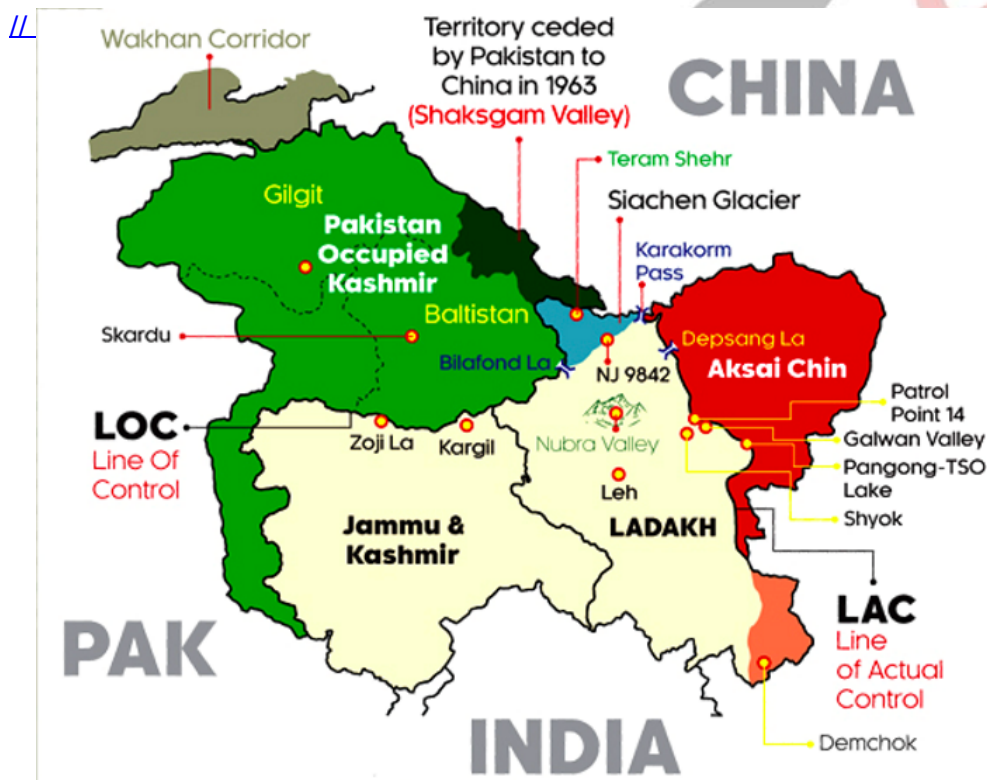 //
Wakhan Corridor
Territory ceded
by Pakistan to
China in 1963
(Shaksgam Valley)
CHINA
Teram Shehr
Siachen Glacier
Gilgit
Pakistan
Occupied
Kashmir
Karakorm
Pass
Baltistan
Skardu
Depsang La
Bilafond La
NJ 9842
Aksai Chin
Patrol
Point 14
LOC
Line Of
Control
Zoji La
Kargil
Nubra Valley
Galwan Valley
Pangong-TSO
Lake
Leh
Shyok
Jammu &
Kashmir
LADAKH
LAC
Line
of Actual
Control
PAK
INDIA
Demchok